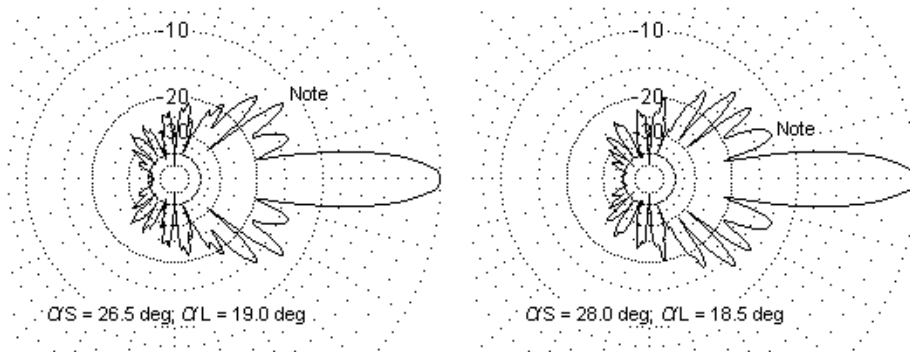 -10
-10
-20
Note
-20
-30
-30
Note
αS = 26.5 deg; αL = 19.0 deg
αS = 28.0 deg; αL = 18.5 deg